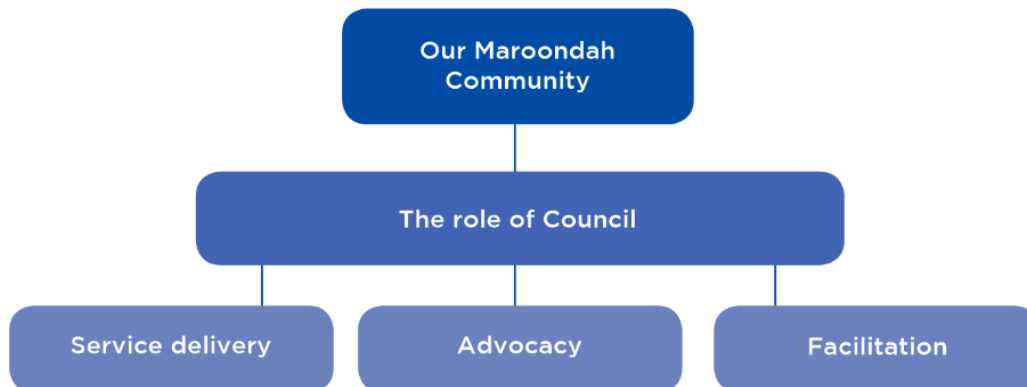 Our Maroondah
Community
The role of Council
Service delivery
Advocacy
Facilitation